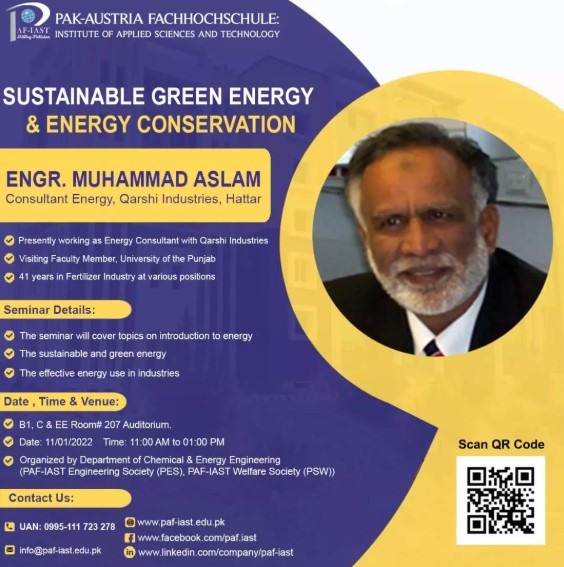 PAF-IAST
Skilling Pakistan
PAK-AUSTRIA FACHHOCHSCHULE:
INSTITUTE OF APPLIED SCIENCES AND TECHNOLOGY
SUSTAINABLE GREEN ENERGY
& ENERGY CONSERVATION
ENGR. MUHAMMAD ASLAM
Consultant Energy, Qarshi Industries, Hattar
Presently working as Energy Consultant with Qarshi Industries
Visiting Faculty Member, University of the Punjab
41 years in Fertilizer Industry at various positions
Seminar Details:
The seminar will cover topics on introduction to energy
The sustainable and green energy
The effective energy use in industries
Date , Time & Venue:
B1, C & EE Room# 207 Auditorium.
Date: 11/01/2022 Time: 11:00 AM to 01:00 PM
Organized by Department of Chemical & Energy Engineering
(PAF-IAST Engineering Society (PES), PAF-IAST Welfare Society (PSW))
Contact Us:
UAN: 0995-111 723 278
info@paf-iast.edu.pk
www.paf-iast.edu.pk
www.facebook.com/paf.iast
www.linkedin.com/company/paf-iast
Scan QR Code